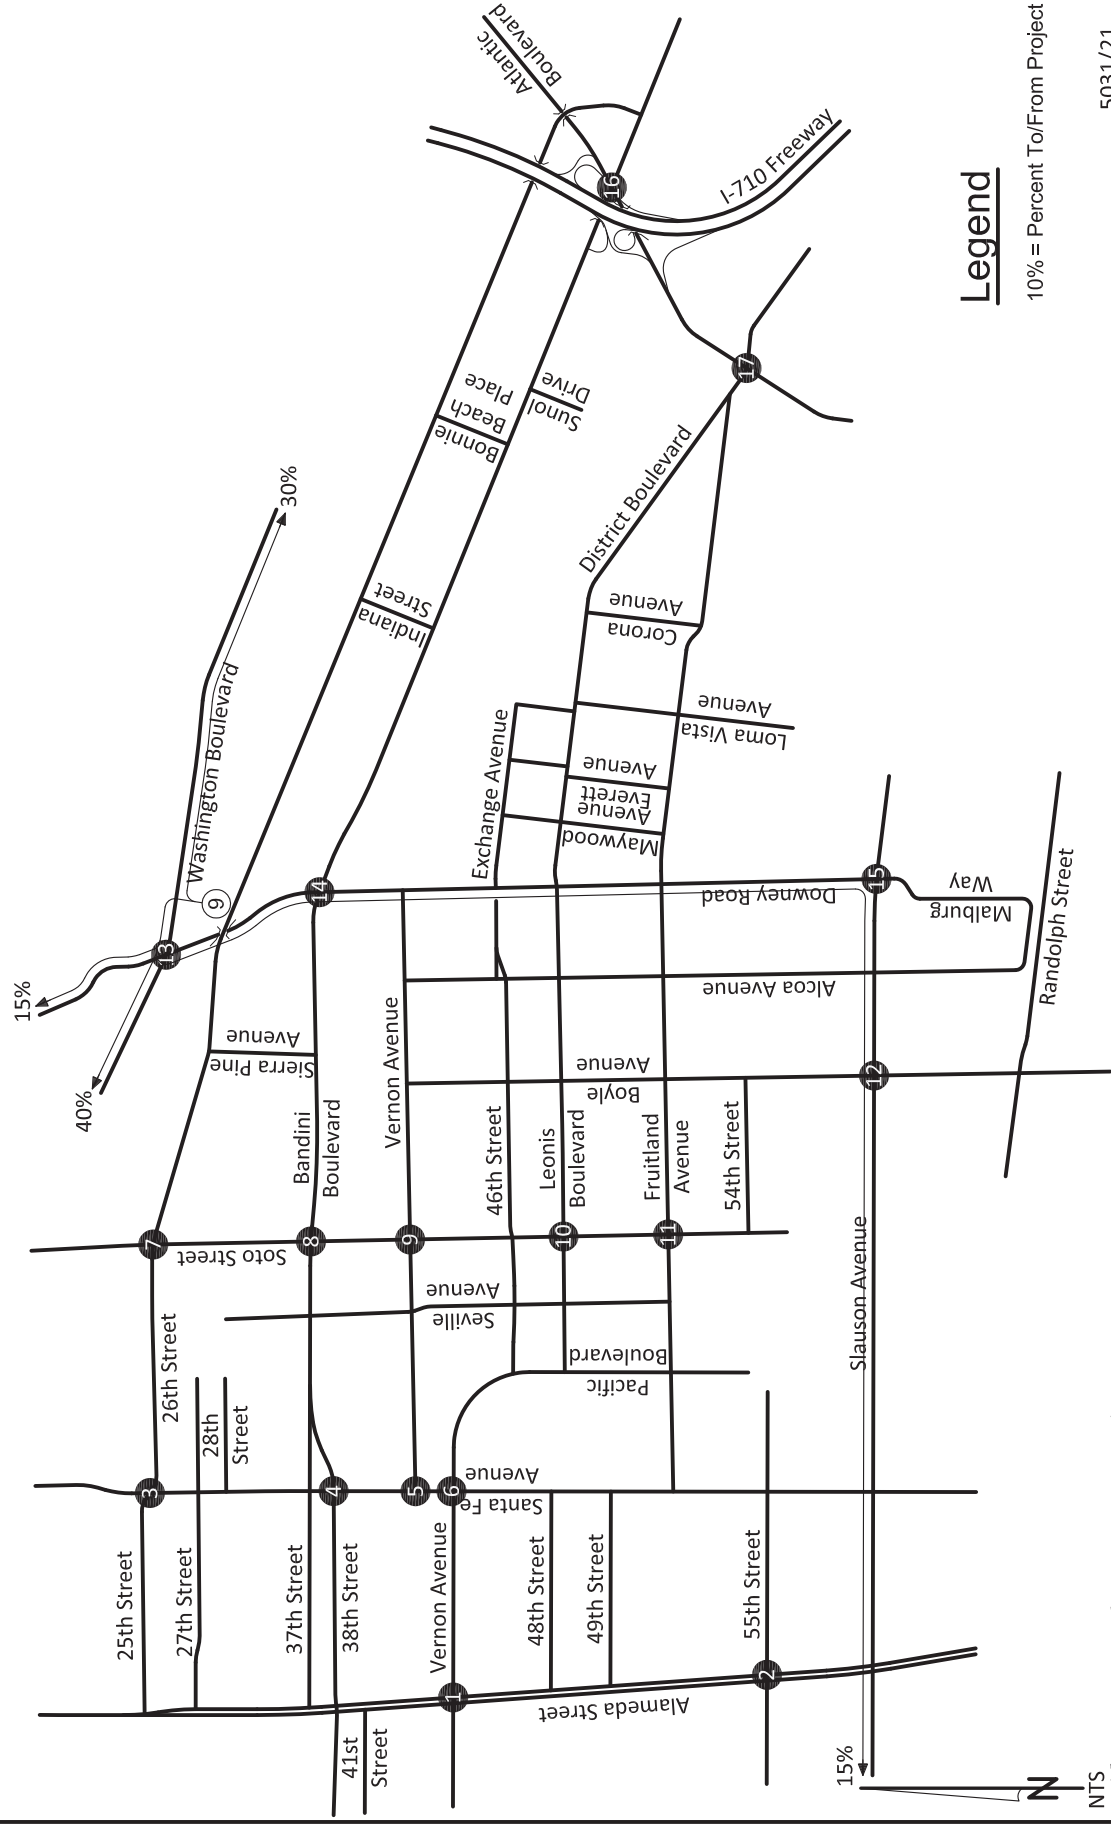 15%
40%
30%
Washington Boulevard
9
13
14
Atlantic
Boulevard
16
I-710 Freeway
17
Bonnie
Beach
Place
Sunol
Drive
Indiana
Street
District Boulevard
Corona
Avenue
Loma Vista
Avenue
Exchange Avenue
Everett
Avenue
Maywood
Avenue
Downey Road
15
Malburg
Way
Randolph Street
Alcoa Avenue
Sierra Pine
Avenue
Bandini
Boulevard
Vernon Avenue
46th Street
Leonis
Boulevard
Boyle
Avenue
Fruitland
Avenue
54th Street
12
7
8
9
10
11
Soto Street
Seville
Avenue
Slauson Avenue
26th Street
28th
Street
Pacific
Boulevard
3
4
5
6
Santa Fe
Avenue
25th Street
27th Street
37th Street
38th Street
Vernon Avenue
48th Street
49th Street
55th Street
1
2
Alameda Street
41st
Street
15%
N
NTS
Legend
10% = Percent To/From Project
5031/21